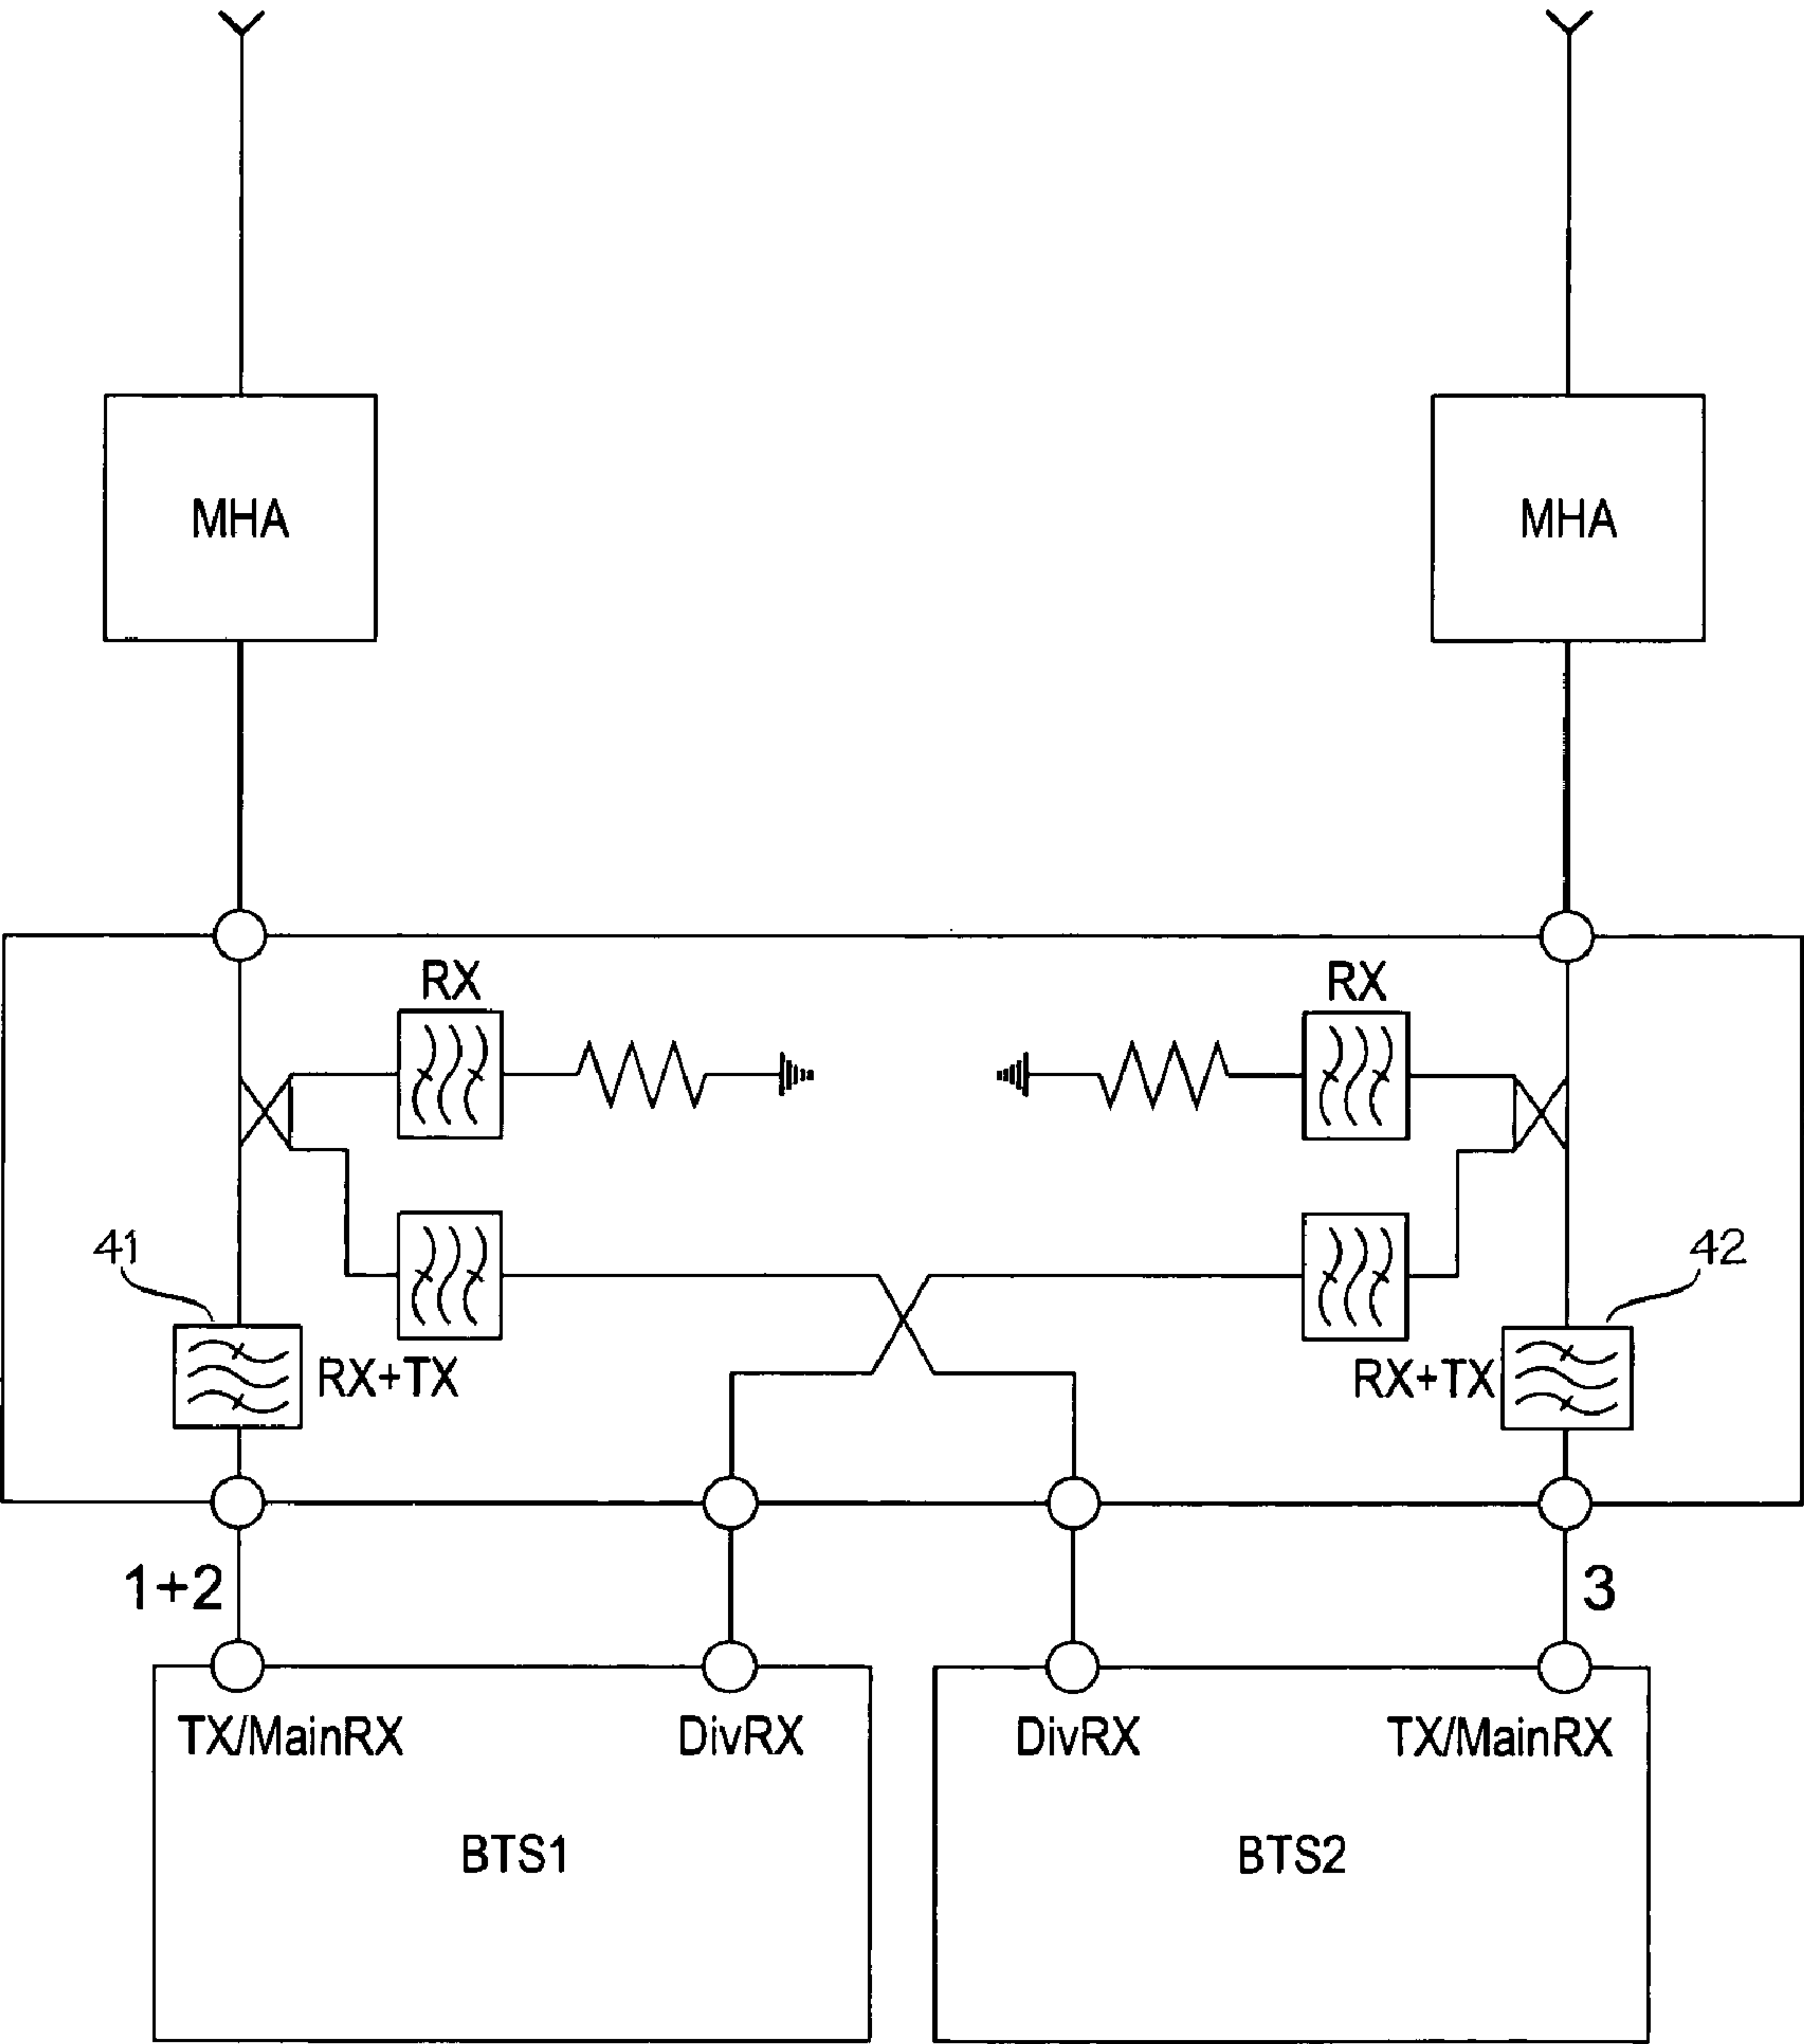 MHA
MHA
RX
RX
41
42
RX+TX
RX+TX
1+2
3
TX/MainRX
DivRX
DivRX
TX/MainRX
BTS1
BTS2